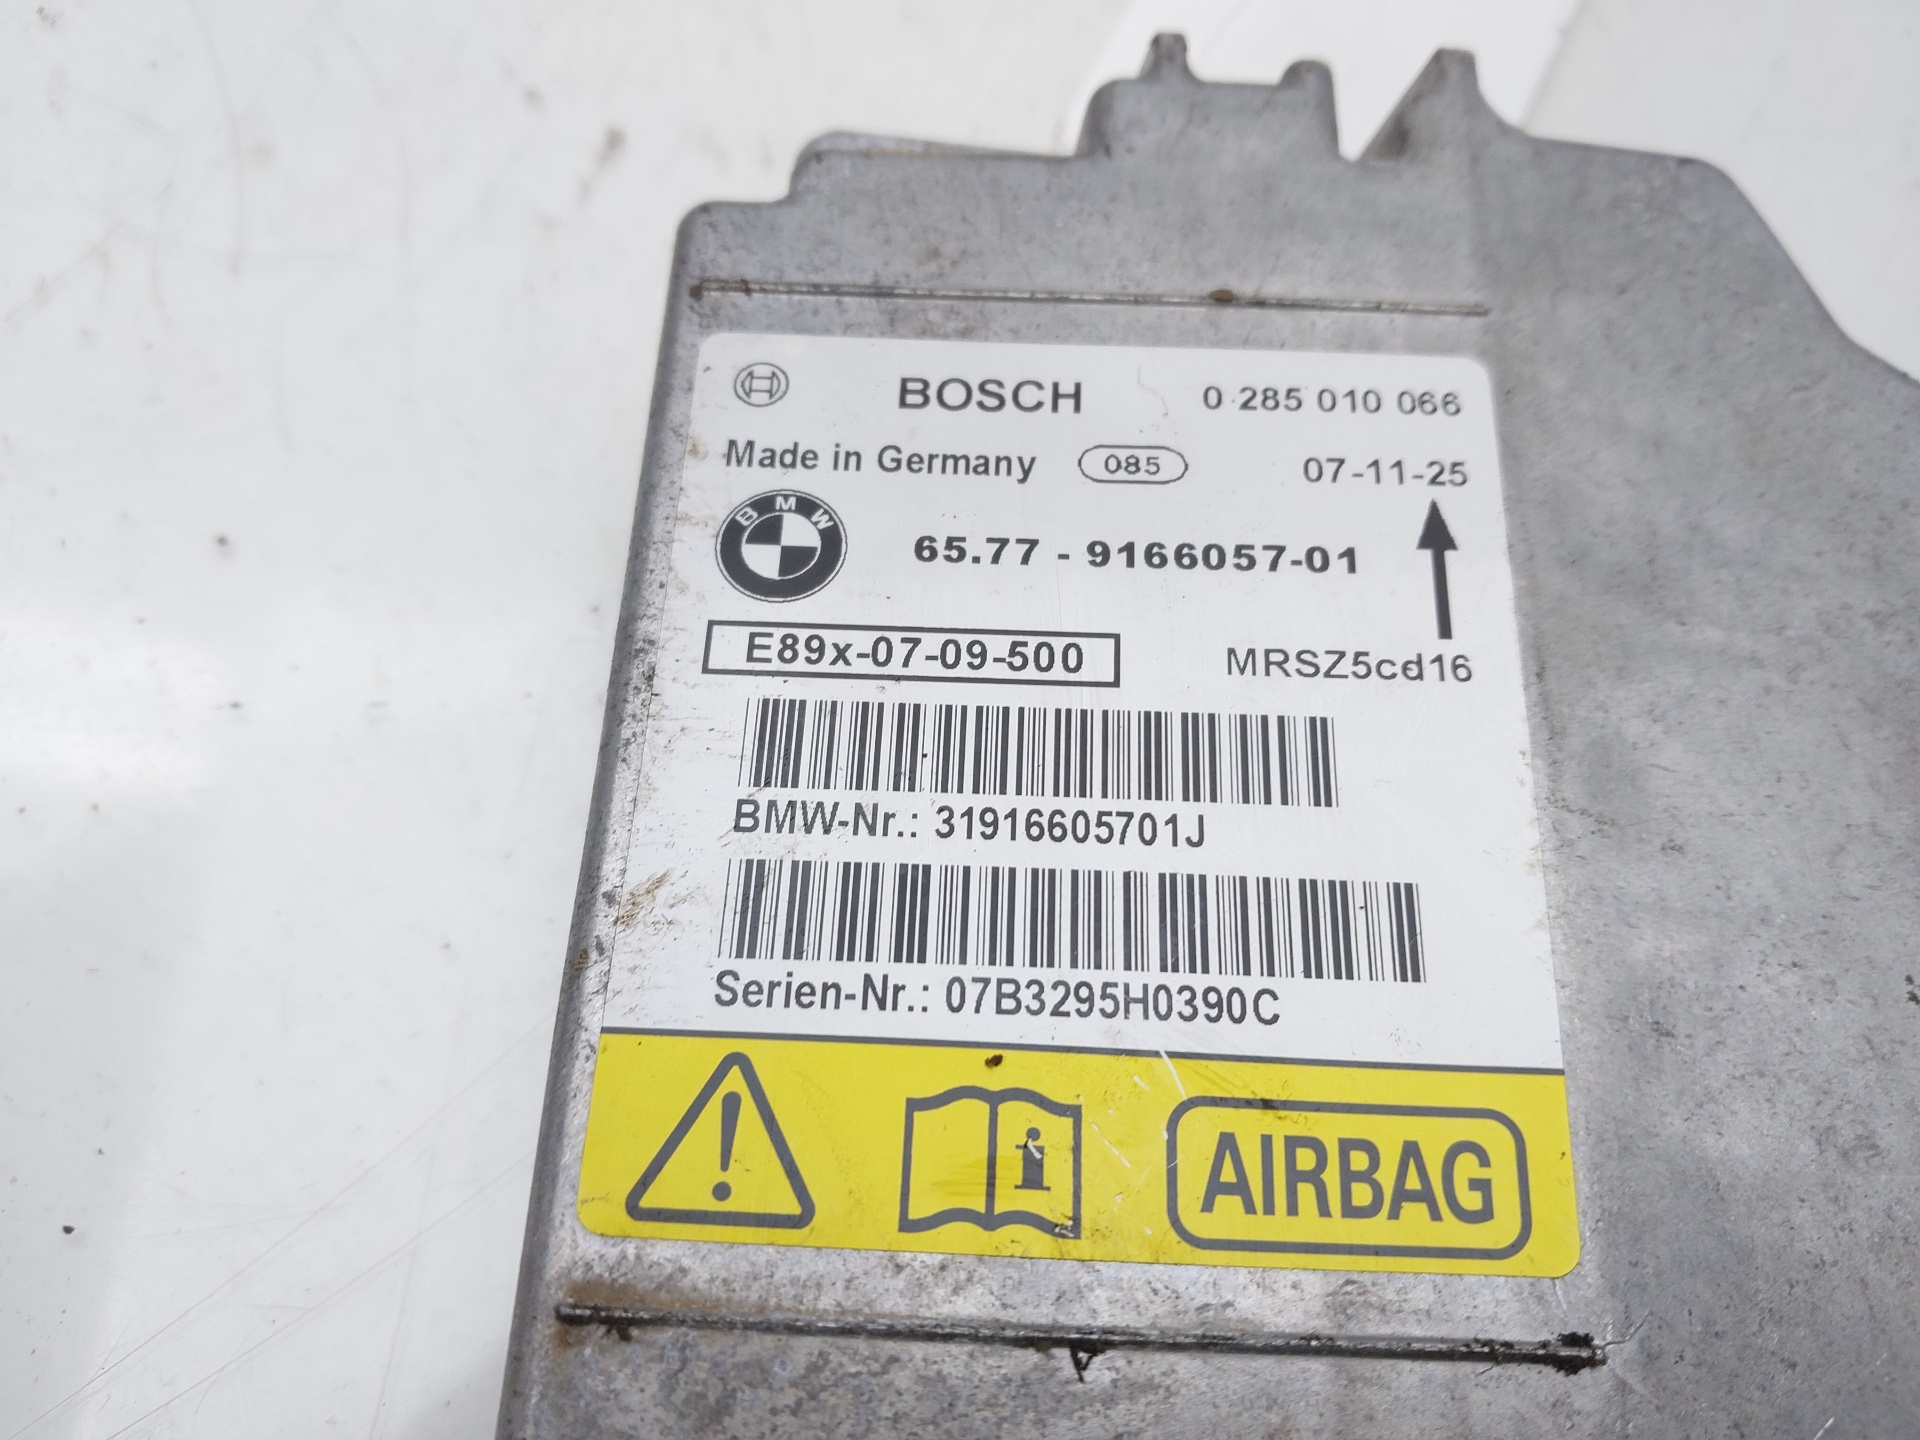 BOSCH 0 285 010 066
Made in Germany 085 07-11-25
BMW 65.77 - 9166057-01
E89x-07-09-500 MRSZ5cd16
BMW-Nr.: 31916605701J
Serien-Nr.: 07B3295H0390C
! i AIRBAG